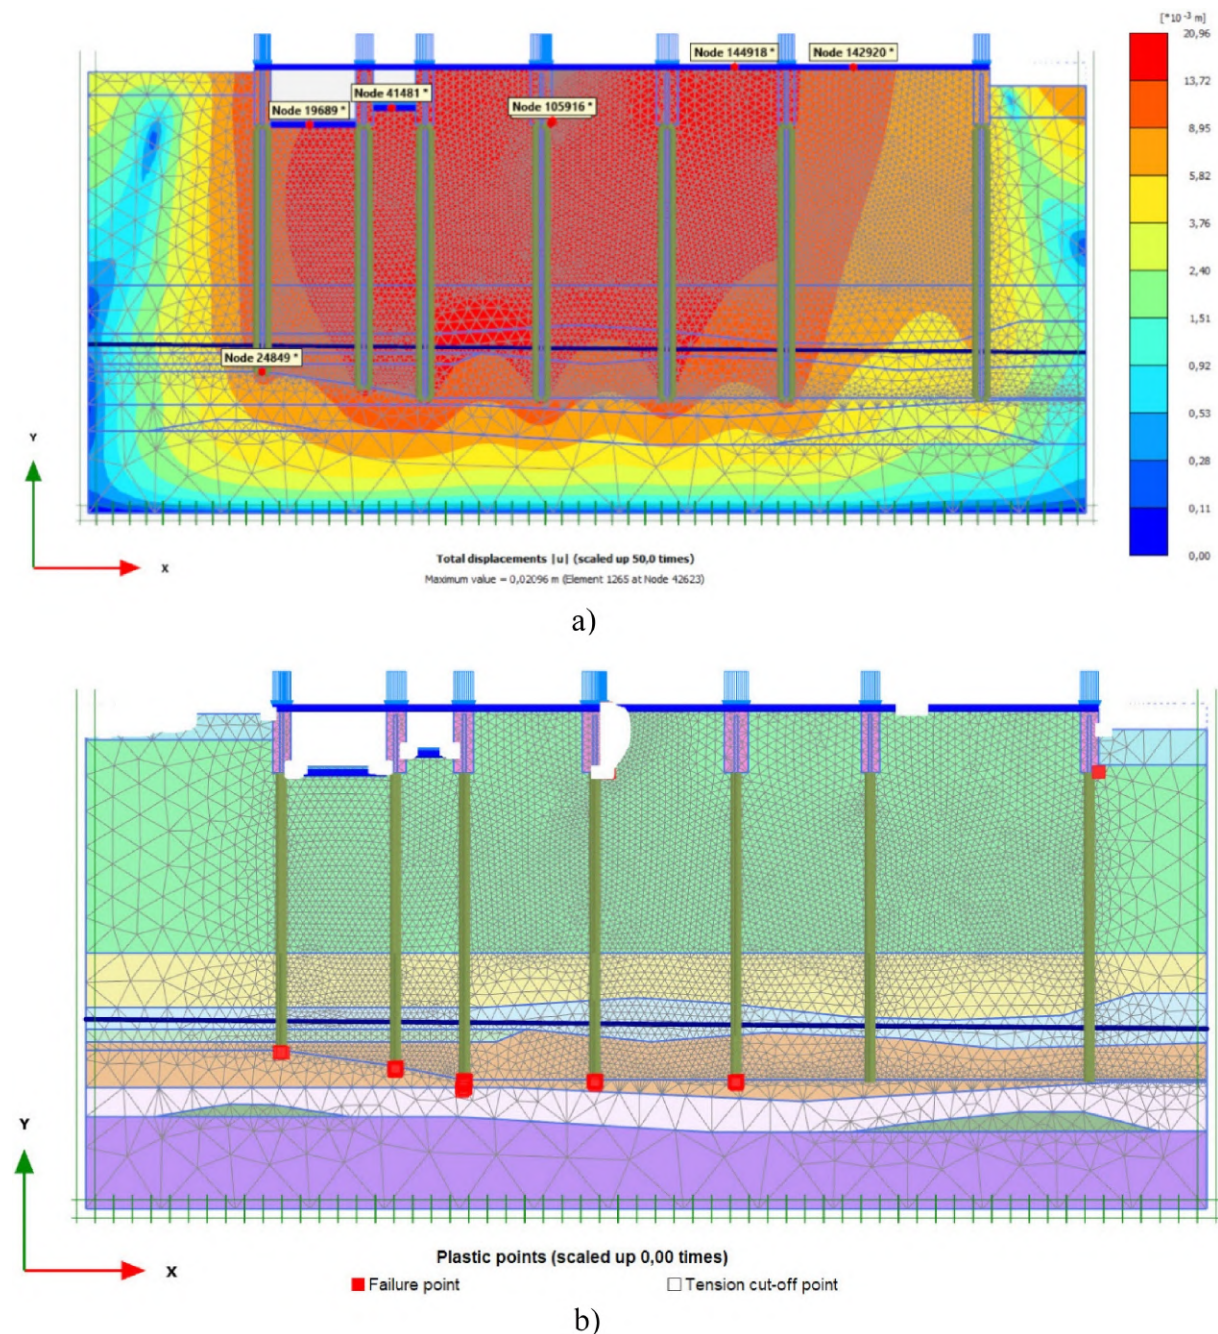 a)
[*10⁻³ m]
20,96
Node 144918 *
Node 142920 *
13,72
Node 41481 *
Node 19689 *
Node 105916 *
8,95
5,82
3,76
2,40
1,51
Node 24849 *
0,92
0,53
Y
0,28
0,11
0,00
X
Total displacements |u| (scaled up 50,0 times)
Maximum value = 0,02096 m (Element 1265 at Node 42623)
a)
Y
X
Plastic points (scaled up 0,00 times)
Failure point
Tension cut-off point
b)